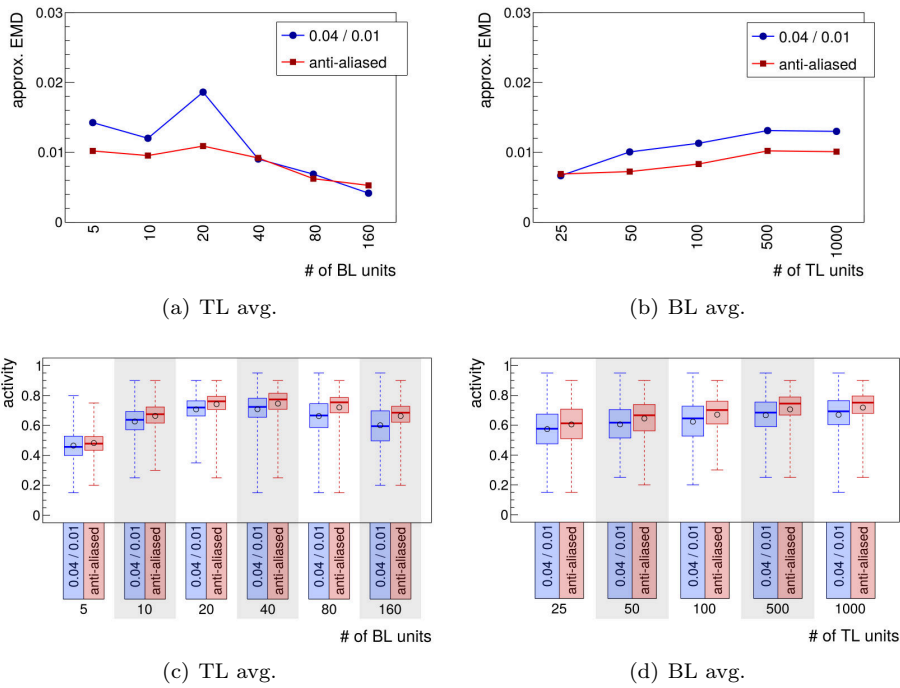 approx. EMD
0.03
0.02
0.01
0
0.04 / 0.01
anti-aliased
5
10
20
40
80
160
# of BL units
(a) TL avg.
approx. EMD
0.03
0.02
0.01
0
0.04 / 0.01
anti-aliased
25
50
100
500
1000
# of TL units
(b) BL avg.
activity
1
0.8
0.6
0.4
0.2
0
0.04 / 0.01
anti-aliased
0.04 / 0.01
anti-aliased
0.04 / 0.01
anti-aliased
0.04 / 0.01
anti-aliased
0.04 / 0.01
anti-aliased
0.04 / 0.01
anti-aliased
5
10
20
40
80
160
# of BL units
(c) TL avg.
activity
1
0.8
0.6
0.4
0.2
0
0.04 / 0.01
anti-aliased
0.04 / 0.01
anti-aliased
0.04 / 0.01
anti-aliased
0.04 / 0.01
anti-aliased
0.04 / 0.01
anti-aliased
25
50
100
500
1000
# of TL units
(d) BL avg.